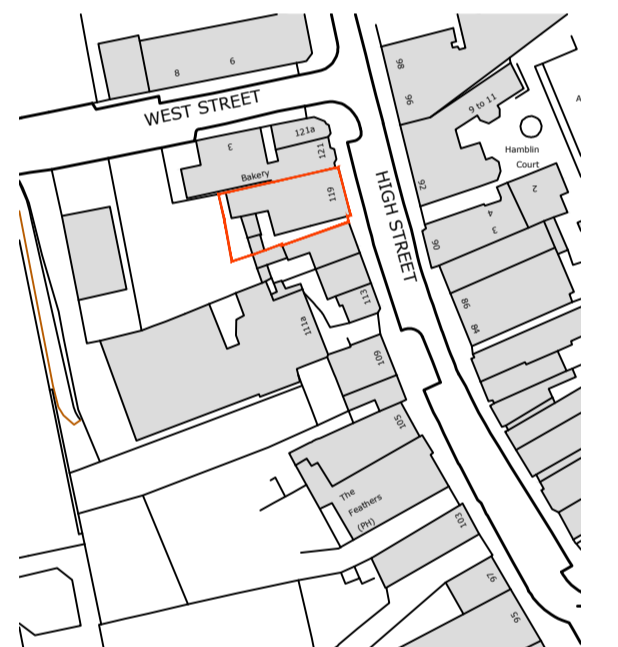 98
96
8
6
WEST STREET
9 to 11
121a
3
121
Hamblin
Court
Bakery
119
92
2
HIGH STREET
4
3
90
113
86
84
111a
109
105
The
Feathers
(PH)
103
97
95